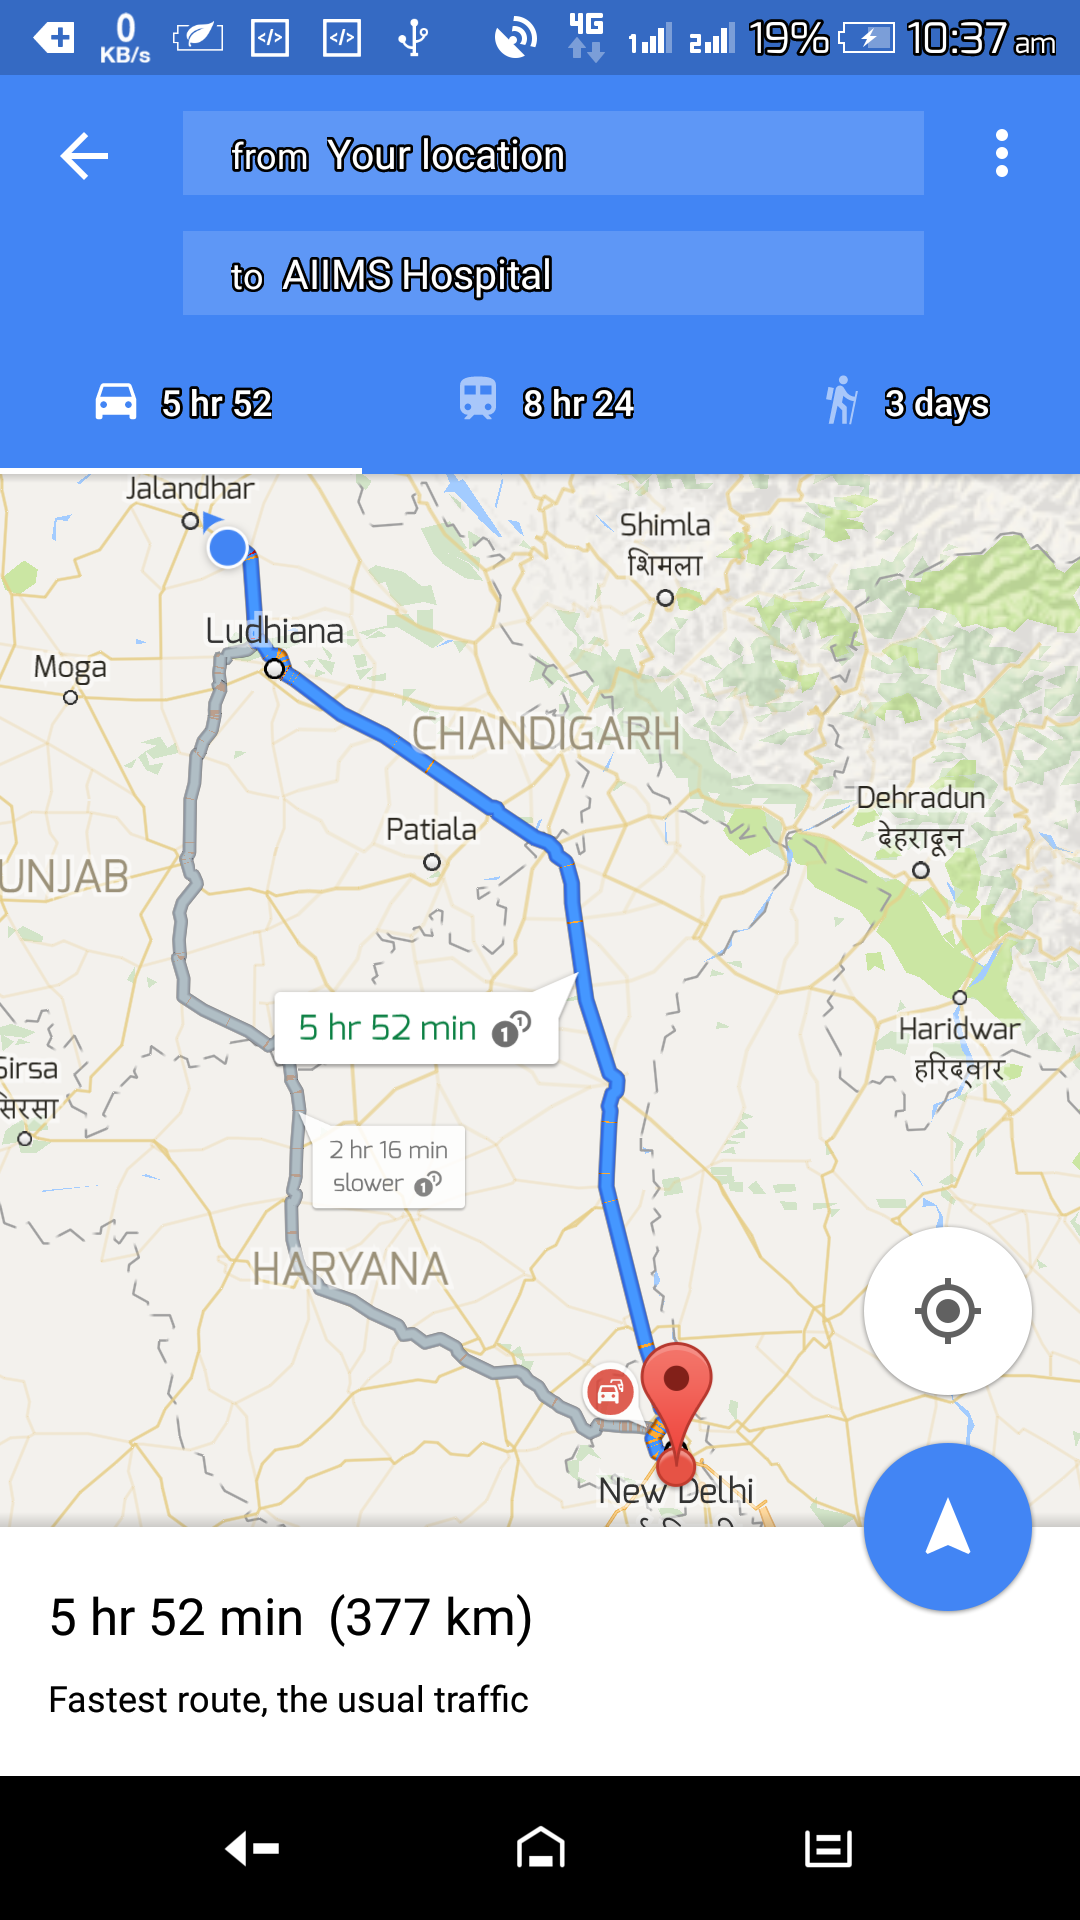 0 KB/s 4G 1 2 19% 10:37 am
from Your location
to AIIMS Hospital
5 hr 52 8 hr 24 3 days
Jalandhar
Shimla
शिमला
Ludhiana
Moga
CHANDIGARH
Dehradun
देहरादून
Patiala
UNJAB
5 hr 52 min
Haridwar
हरिद्वार
Sirsa
सिरसा
2 hr 16 min
slower
HARYANA
New Delhi
5 hr 52 min (377 km)
Fastest route, the usual traffic